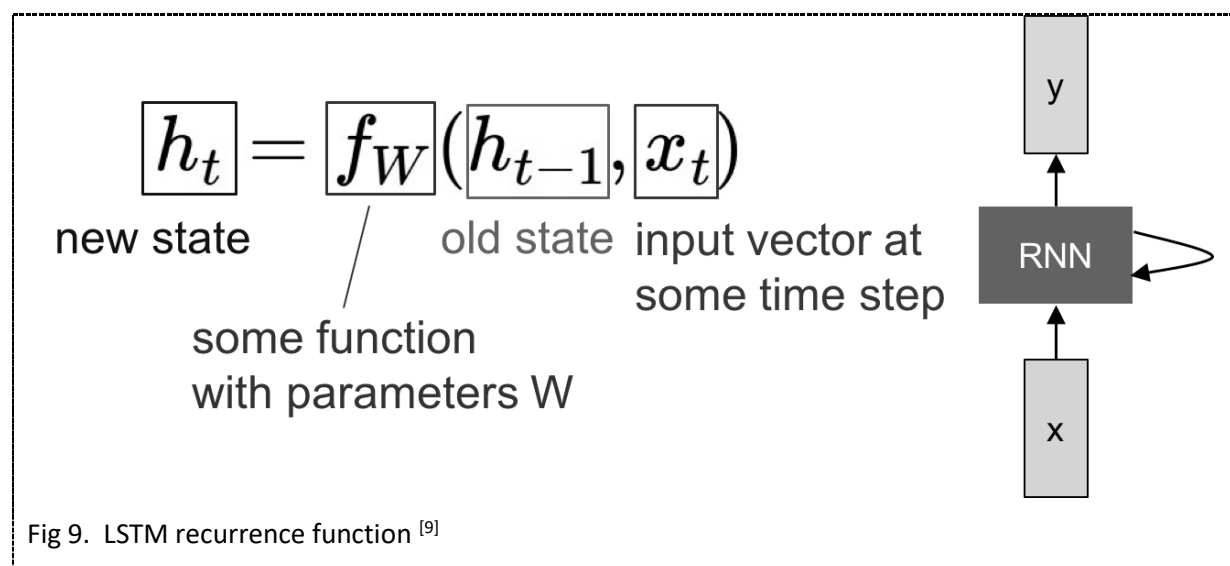 h_t = f_W(h_{t-1}, x_t)
new state
old state
input vector at
some time step
some function
with parameters W
y
RNN
x
Fig 9. LSTM recurrence function [9]